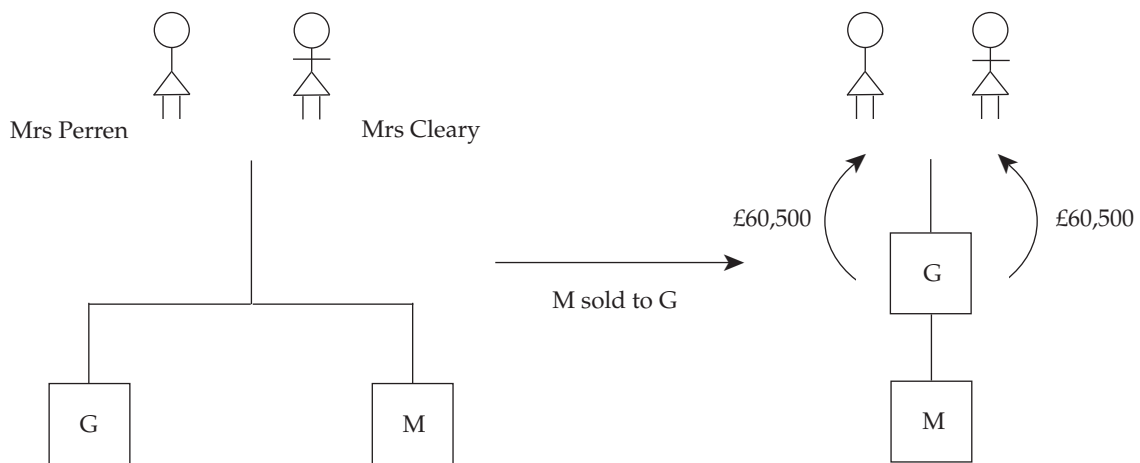 Mrs Perren
Mrs Cleary
G
M
M sold to G
£60,500
£60,500
G
M